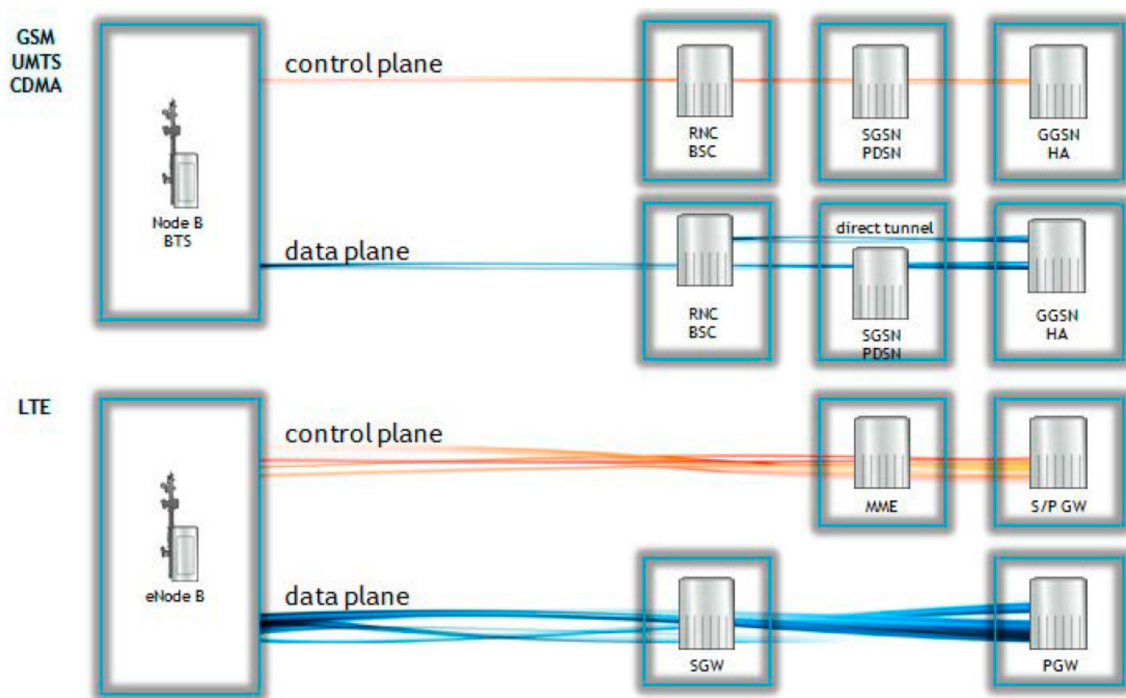 GSM
UMTS
CDMA
control plane
RNC
BSC
SGSN
PDSN
GGSN
HA
Node B
BTS
data plane
direct tunnel
RNC
BSC
SGSN
PDSN
GGSN
HA
LTE
control plane
MME
S/P GW
eNode B
data plane
SGW
PGW